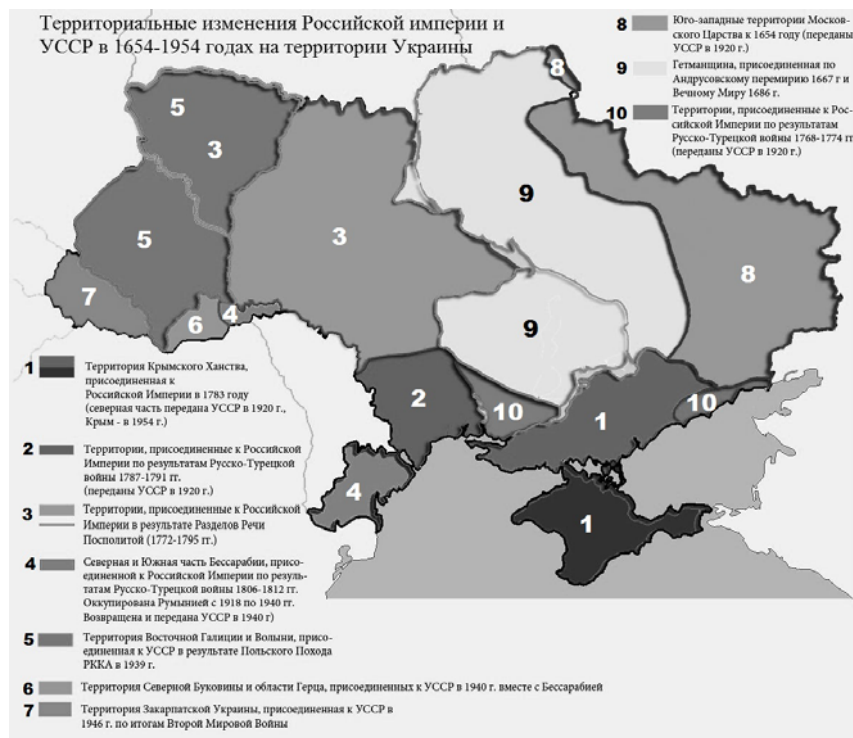 Территориальные изменения Российской империи и
УССР в 1654-1954 годах на территории Украины
8 Юго-западные территории Москов-
ского Царства к 1654 году (переданы
УССР в 1920 г.)
9 Гетманщина, присоединенная по
Андрусовскому перемирию 1667 г и
Вечному Миру 1686 г.
10 Территории, присоединенные к Рос-
сийской Империи по результатам
Русско-Турецкой войны 1768-1774 гг
(переданы УССР в 1920 г.)
8
5
3
9
3
5
8
7
6
4
9
2
10
1
10
4
1
1 Территория Крымского Ханства,
присоединенная к
Российской Империи в 1783 году
(северная часть передана УССР в 1920 г.,
Крым - в 1954 г.)
2 Территории, присоединенные к Российской
Империи по результатам Русско-Турецкой
войны 1787-1791 гг.
(переданы УССР в 1920 г.)
3 Территории, присоединенные к Российской
Империи в результате Разделов Речи
Посполитой (1772-1795 гг.)
4 Северная и Южная часть Бессарабии, присо-
единенной к Российской Империи по резуль-
татам Русско-Турецкой войны 1806-1812 гг.
Оккупирована Румынией с 1918 по 1940 гг.
Возвращена и передана УССР в 1940 г)
5 Территория Восточной Галиции и Волыни, присо-
единенная к УССР в результате Польского Похода
РККА в 1939 г.
6 Территория Северной Буковины и области Герца, присоединенных к УССР в 1940 г. вместе с Бессарабией
7 Территория Закарпатской Украины, присоединенная к УССР в
1946 г. по итогам Второй Мировой Войны